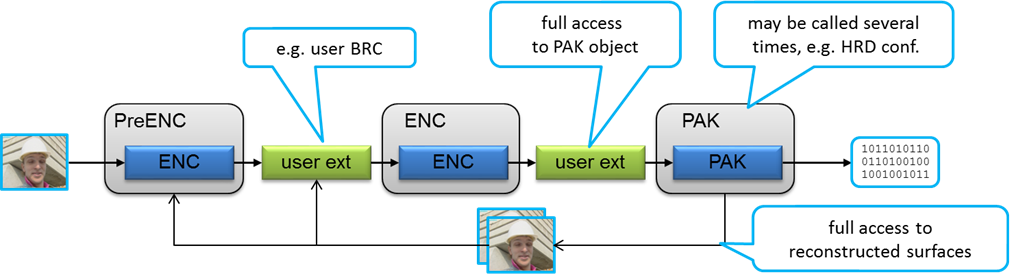 e.g. user BRC
full access
to PAK object
may be called several
times, e.g. HRD conf.
PreENC
ENC
user ext
ENC
ENC
user ext
PAK
PAK
1011010110
0110100100
1001001011
full access to
reconstructed surfaces